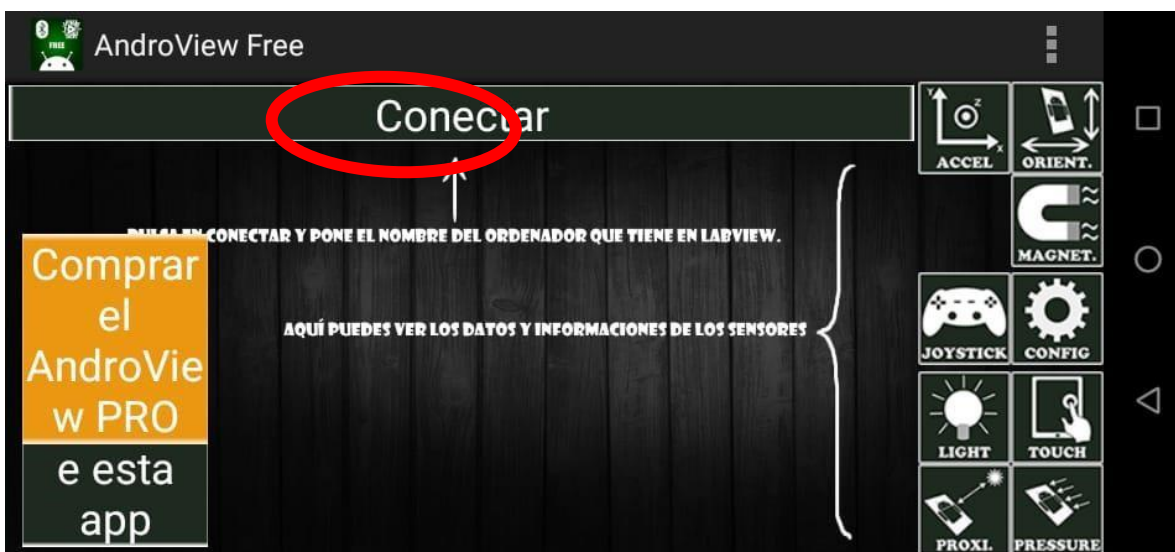 FREE
AndroView Free
Conectar
CONECTAR Y PONE EL NOMBRE DEL ORDENADOR QUE TIENE EN LABVIEW.
AQUÍ PUEDES VER LOS DATOS Y INFORMACIONES DE LOS SENSORES
Comprar
el
AndroVie
w PRO
e esta
app
Y
Z
X
ACCEL
ORIENT.
MAGNET.
JOYSTICK
CONFIG
LIGHT
TOUCH
PROXI.
PRESSURE